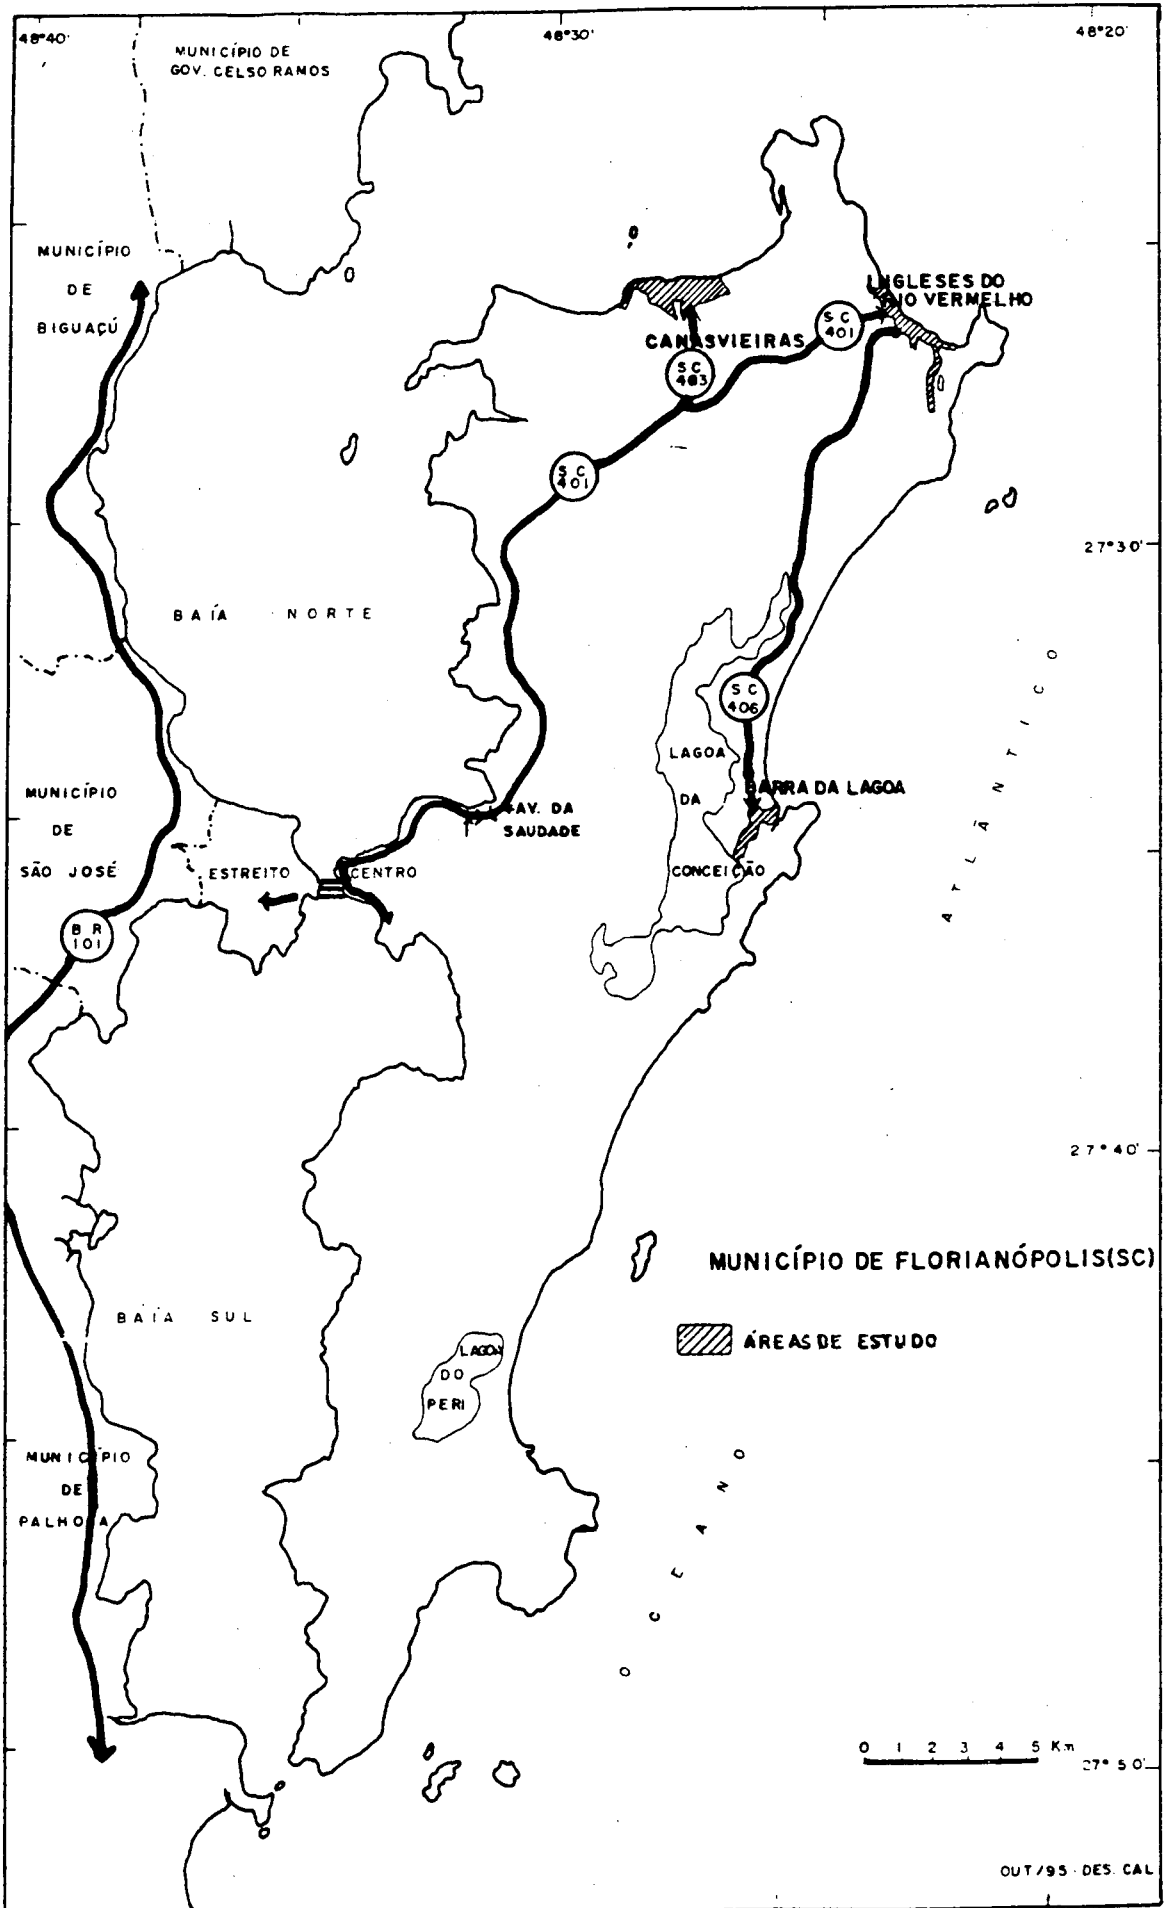 48°40'
48°30'
48°20'
MUNICÍPIO DE
GOV. CELSO RAMOS
MUNICÍPIO
DE
BIGUAÇÚ
INGLESES DO
RIO VERMELHO
SC
401
CANASVIEIRAS
SC
403
SC
401
27°30'
BAÍA NORTE
SC
406
LAGOA
DA
CONCEIÇÃO
BARRA DA LAGOA
MUNICÍPIO
DE
SÃO JOSÉ
AV. DA
SAUDADE
ESTREITO
CENTRO
BR
101
OCEANO ATLÂNTICO
27°40'
MUNICÍPIO DE FLORIANÓPOLIS(SC)
ÁREAS DE ESTUDO
BAÍA SUL
LAGOA
DO
PERI
MUNICÍPIO
DE
PALHOÇA
0 1 2 3 4 5 Km
27°50'
OUT/95 - DES. CAL